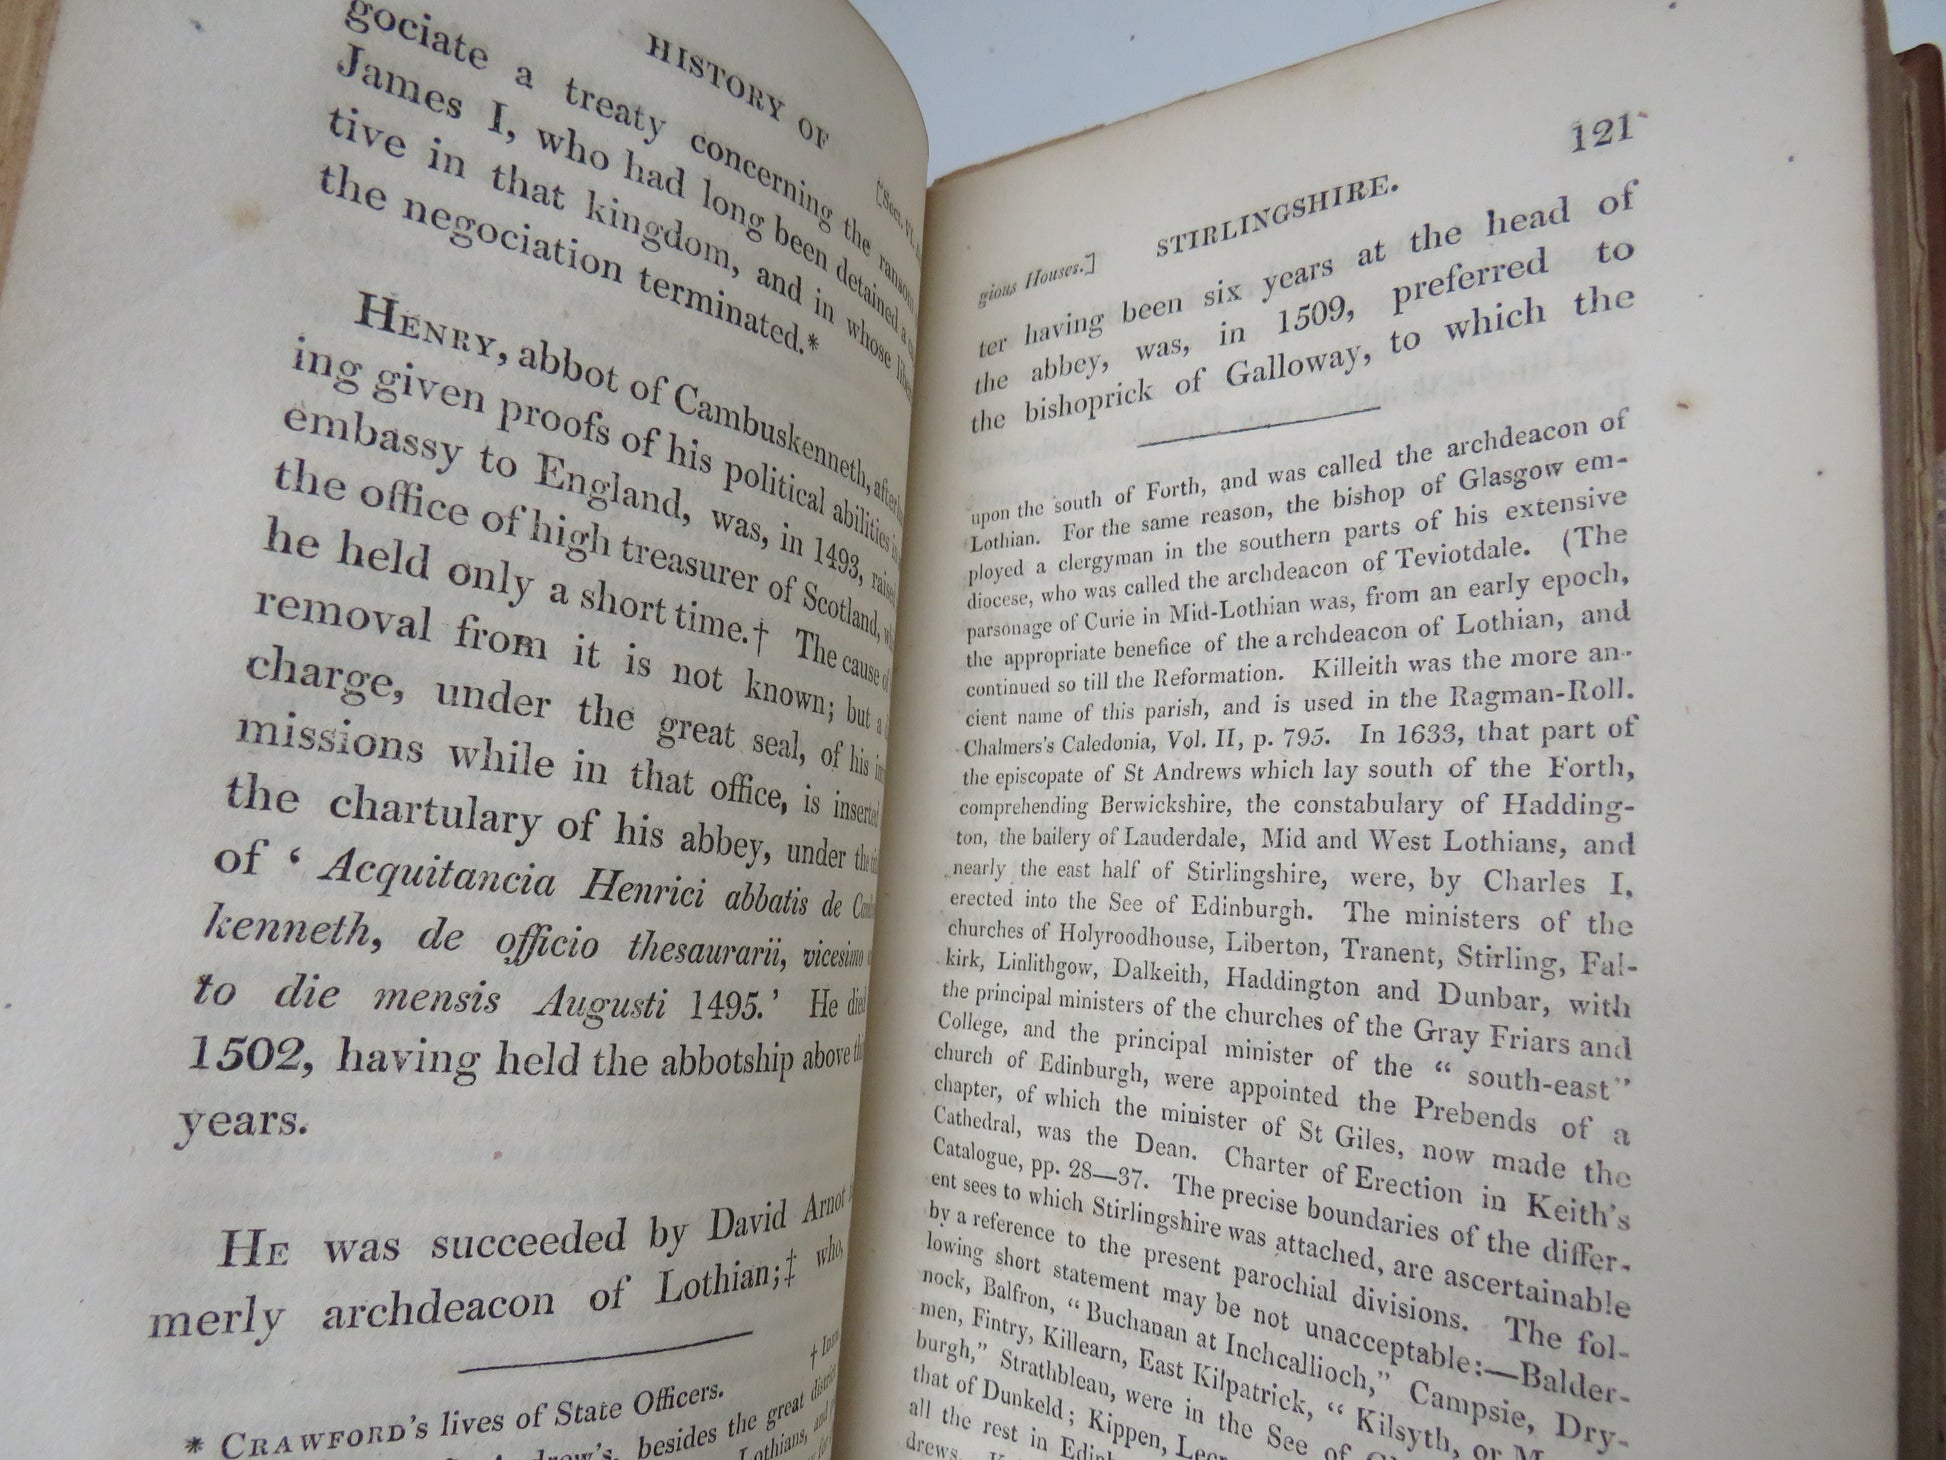 HISTORY OF
[Sect. VI.
gociate a treaty concerning the ransom
James I, who had long been detained a
tive in that kingdom, and in whose
the negociation terminated.*
HENRY, abbot of Cambuskenneth,
ing given proofs of his political abilities
embassy to England, was, in 1493, raised
the office of high treasurer of Scotland,
he held only a short time.† The cause of
removal from it is not known; but a
charge, under the great seal, of his
missions while in that office, is inserted
the chartulary of his abbey, under the
of ‘ Acquitancia Henrici abbatis de
kenneth, de officio thesaurarii, vicesimo
to die mensis Augusti 1495.’ He died
1502, having held the abbotship above
years.
HE was succeeded by David Arnot
merly archdeacon of Lothian;‡ who,
* CRAWFORD's lives of State Officers.
besides the great
Lothians, and
121
STIRLINGSHIRE.
gious Houses.]
ter having been six years at the head of
the abbey, was, in 1509, preferred to
the bishoprick of Galloway, to which the
upon the south of Forth, and was called the archdeacon of
Lothian. For the same reason, the bishop of Glasgow em-
ployed a clergyman in the southern parts of his extensive
diocese, who was called the archdeacon of Teviotdale. (The
parsonage of Curie in Mid-Lothian was, from an early epoch,
the appropriate benefice of the archdeacon of Lothian, and
continued so till the Reformation. Killeith was the more an-
cient name of this parish, and is used in the Ragman-Roll.
Chalmers's Caledonia, Vol. II, p. 795. In 1633, that part of
the episcopate of St Andrews which lay south of the Forth,
comprehending Berwickshire, the constabulary of Hadding-
ton, the bailery of Lauderdale, Mid and West Lothians, and
nearly the east half of Stirlingshire, were, by Charles I,
erected into the See of Edinburgh. The ministers of the
churches of Holyroodhouse, Liberton, Tranent, Stirling, Fal-
kirk, Linlithgow, Dalkeith, Haddington and Dunbar, with
the principal ministers of the churches of the Gray Friars and
College, and the principal minister of the “ south-east”
church of Edinburgh, were appointed the Prebends of a
chapter, of which the minister of St Giles, now made the
Cathedral, was the Dean. Charter of Erection in Keith's
Catalogue, pp. 28—37. The precise boundaries of the differ-
ent sees to which Stirlingshire was attached, are ascertainable
by a reference to the present parochial divisions. The fol-
lowing short statement may be not unacceptable:—Balder-
nock, Balfron, “ Buchanan at Inchcallioch,” Campsie, Dry-
men, Fintry, Killearn, East Kilpatrick, “ Kilsyth, or
burgh,” Strathblean, were in the See of
that of Dunkeld; Kippen,
all the rest in
drews.